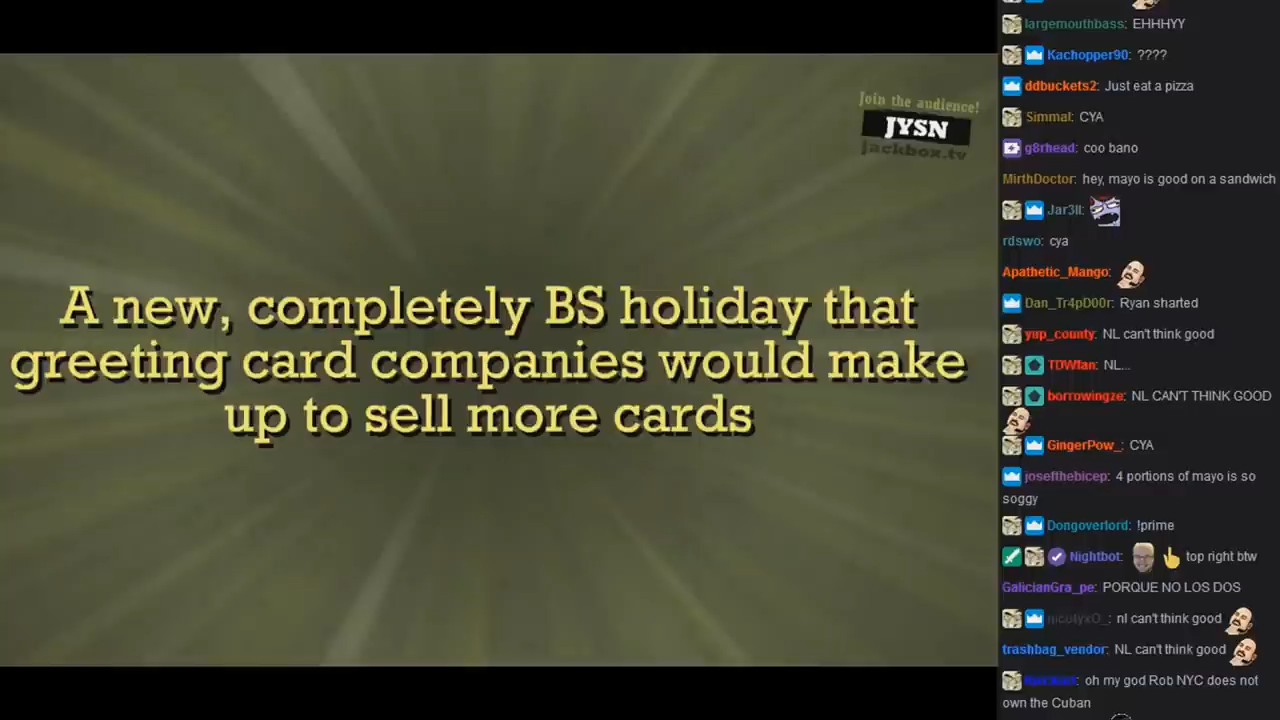 Join the audience!
JYSN
jackbox.tv
A new, completely BS holiday that
greeting card companies would make
up to sell more cards
largemouthbass: EHHHYY
Kachopper90: ????
ddbuckets2: Just eat a pizza
Simmal: CYA
g8rhead: coo bano
MirthDoctor: hey, mayo is good on a sandwich
Jar3ll:
rdswo: cya
Apathetic_Mango:
Dan_Tr4pD00r: Ryan sharted
yup_county: NL can't think good
TDWfan: NL...
borrowingze: NL CAN'T THINK GOOD
GingerPow_: CYA
josefthebicep: 4 portions of mayo is so
soggy
Dongoverlord: !prime
Nightbot: top right btw
GalicianGra_pe: PORQUE NO LOS DOS
nl can't think good
trashbag_vendor: NL can't think good
oh my god Rob NYC does not
own the Cuban